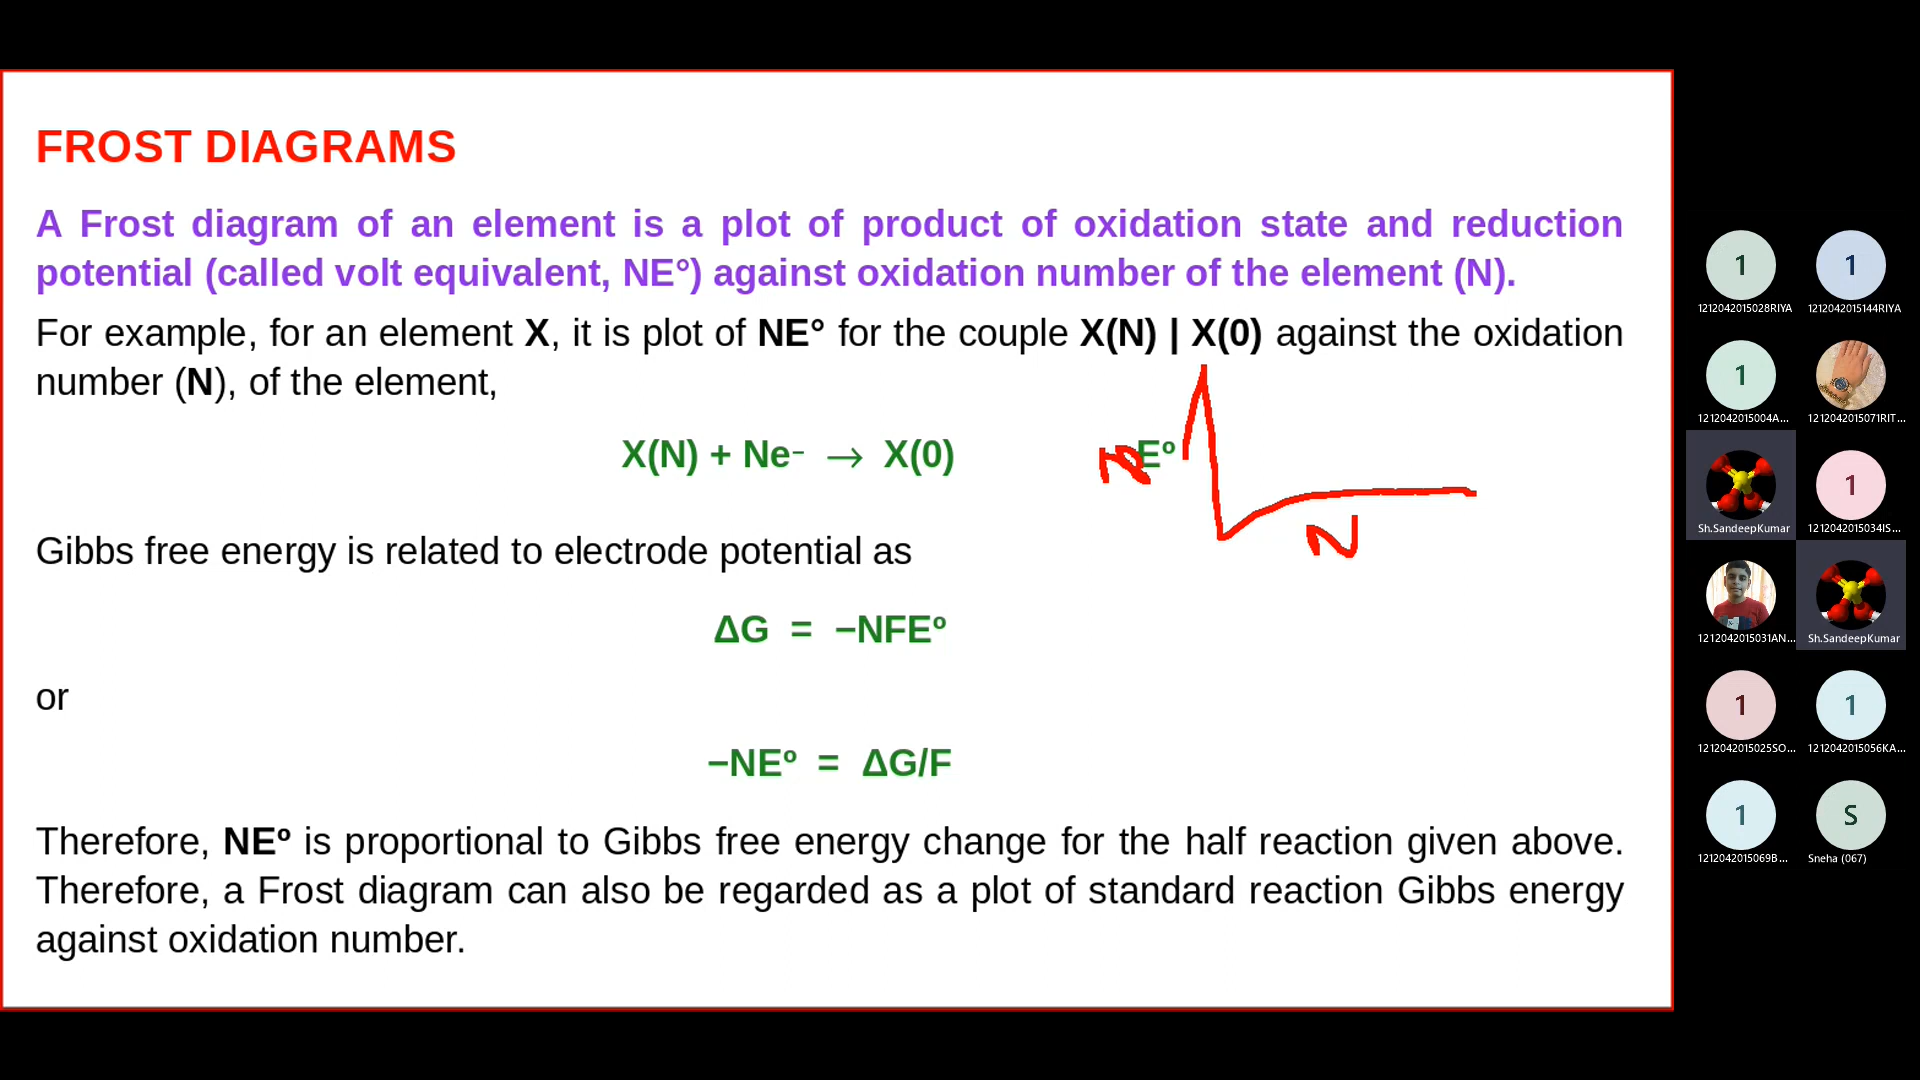 FROST DIAGRAMS
A Frost diagram of an element is a plot of product of oxidation state and reduction
potential (called volt equivalent, NE°) against oxidation number of the element (N).
For example, for an element X, it is plot of NE° for the couple X(N) | X(0) against the oxidation
number (N), of the element,
X(N) + Ne⁻ → X(0) N Eº
N
Gibbs free energy is related to electrode potential as
ΔG = −NFEº
or
−NEº = ΔG/F
Therefore, NEº is proportional to Gibbs free energy change for the half reaction given above.
Therefore, a Frost diagram can also be regarded as a plot of standard reaction Gibbs energy
against oxidation number.
1 1
1212042015028RIYA 1212042015144RIYA
1
1212042015004A... 1212042015071RIT...
1
Sh.SandeepKumar 1212042015034IS...
1212042015031AN... Sh.SandeepKumar
1 1
1212042015025SO... 1212042015056KA...
1 S
1212042015069B... Sneha (067)